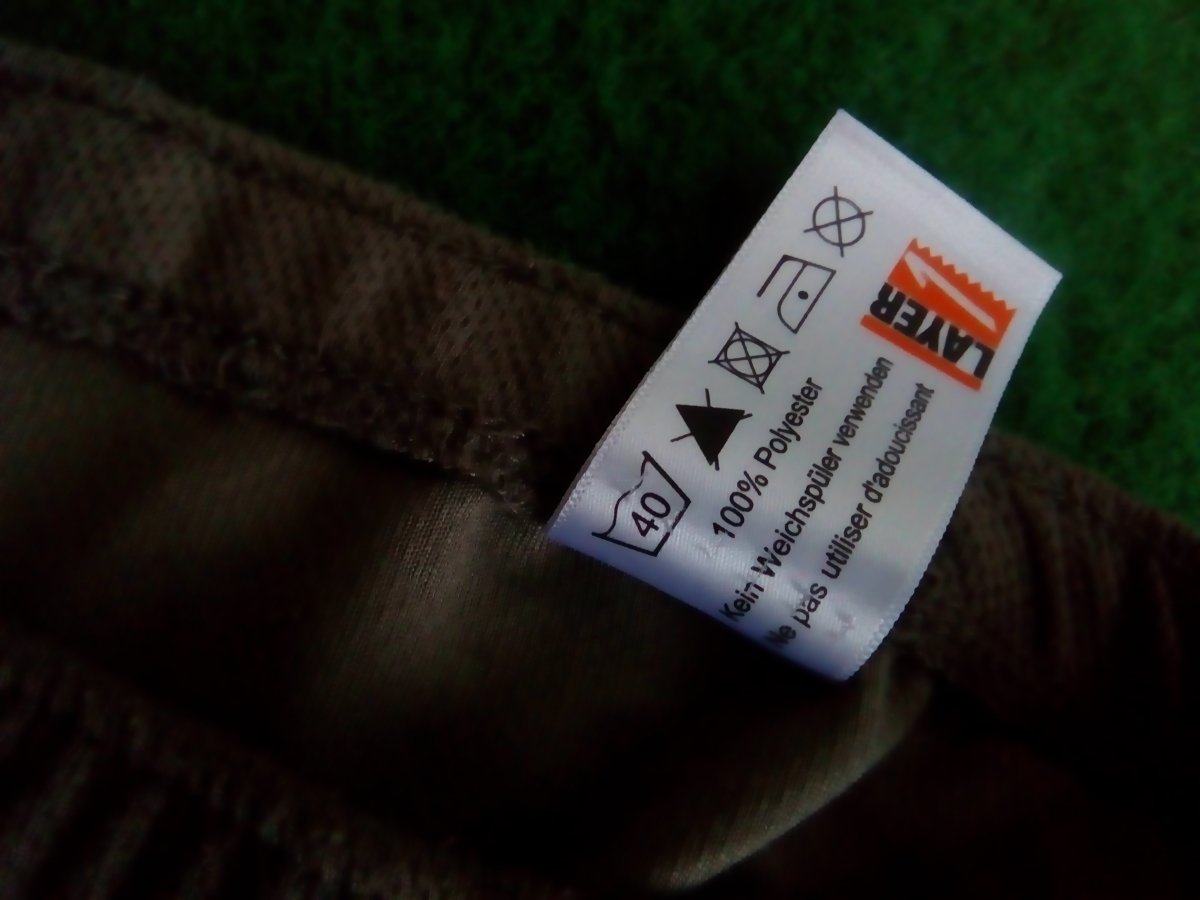 40
100% Polyester
Kein Weichspüler verwenden
Ne pas utiliser d'adoucissant
1
LAYER